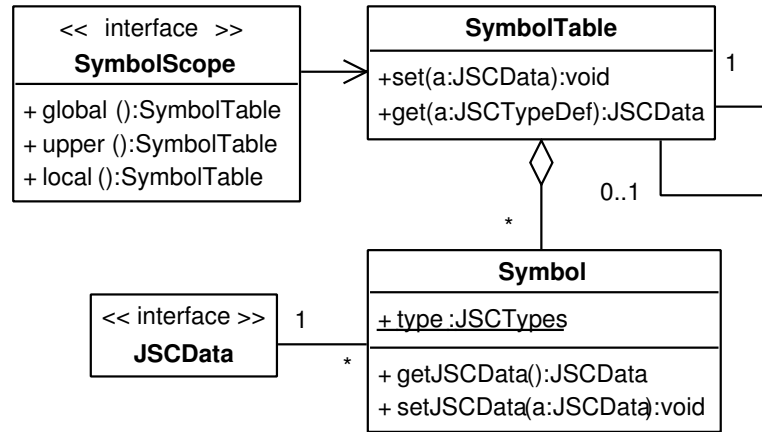 << interface >>
SymbolScope
+ global ():SymbolTable
+ upper ():SymbolTable
+ local ():SymbolTable
SymbolTable
+set(a:JSCData):void
+get(a:JSCTypeDef):JSCData
1
0..1
*
Symbol
+ type :JSCTypes
+ getJSCData():JSCData
+ setJSCData(a:JSCData):void
<< interface >>
JSCData
1
*